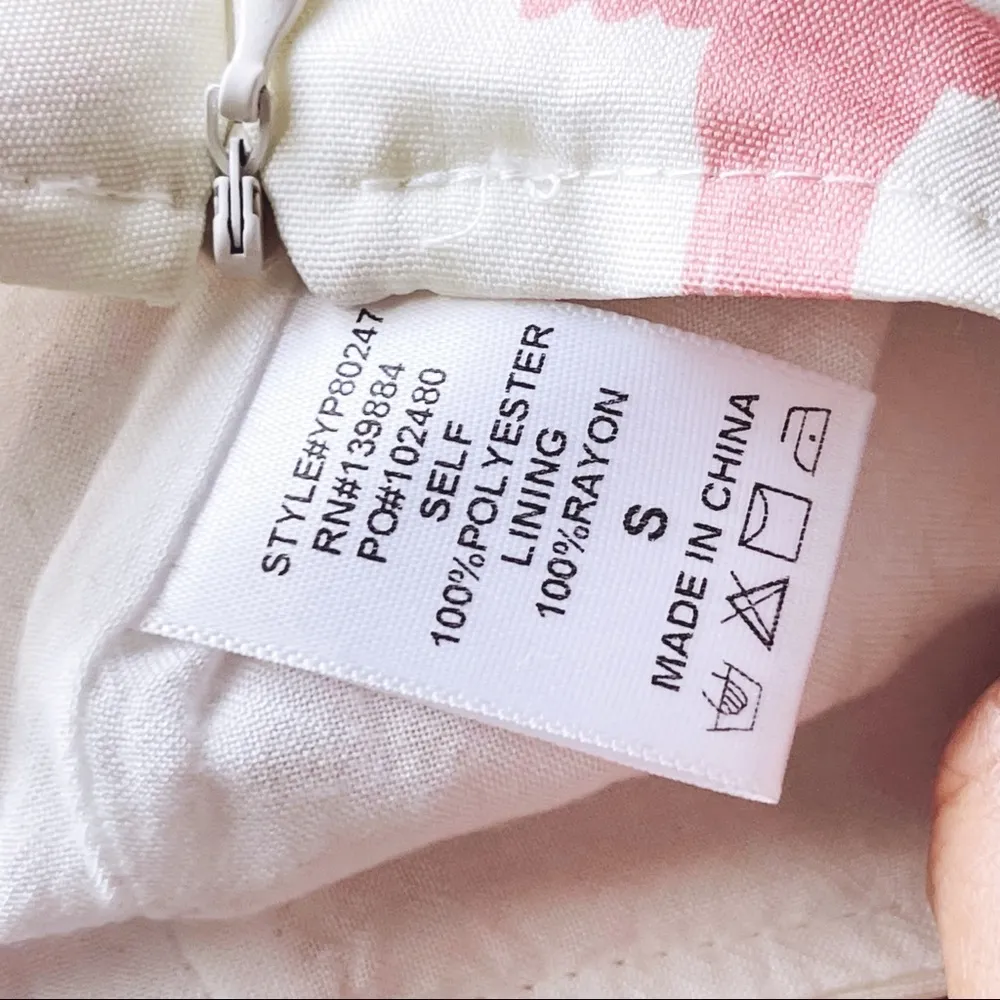 STYLE#YP80247
RN#139884
PO#102480
SELF
100%POLYESTER
LINING
100%RAYON
S
MADE IN CHINA